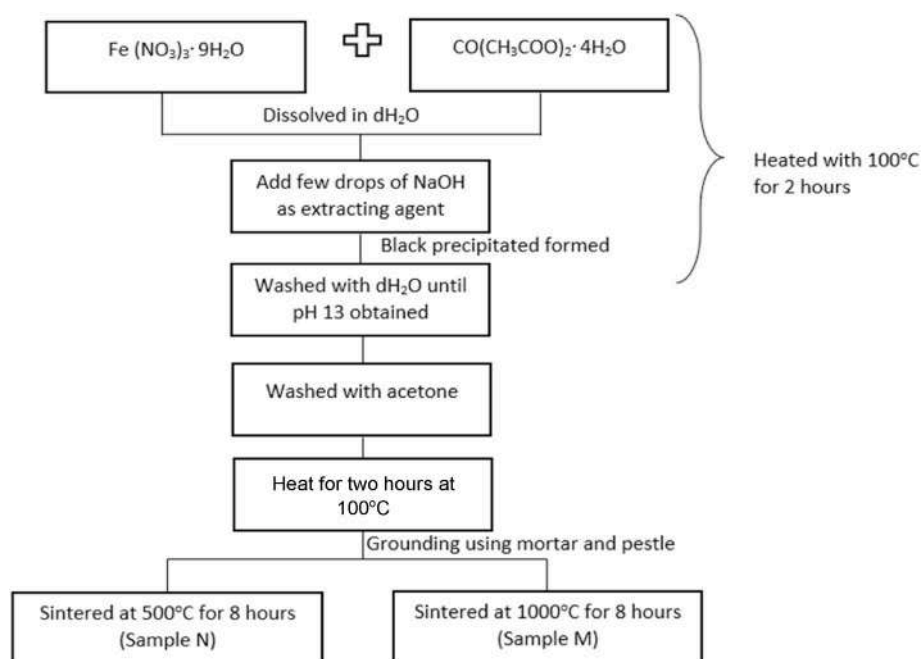 Fe (NO₃)₃· 9H₂O
CO(CH₃COO)₂· 4H₂O
Dissolved in dH₂O
Heated with 100°C
for 2 hours
Add few drops of NaOH
as extracting agent
Black precipitated formed
Washed with dH₂O until
pH 13 obtained
Washed with acetone
Heat for two hours at
100°C
Grounding using mortar and pestle
Sintered at 500°C for 8 hours
(Sample N)
Sintered at 1000°C for 8 hours
(Sample M)